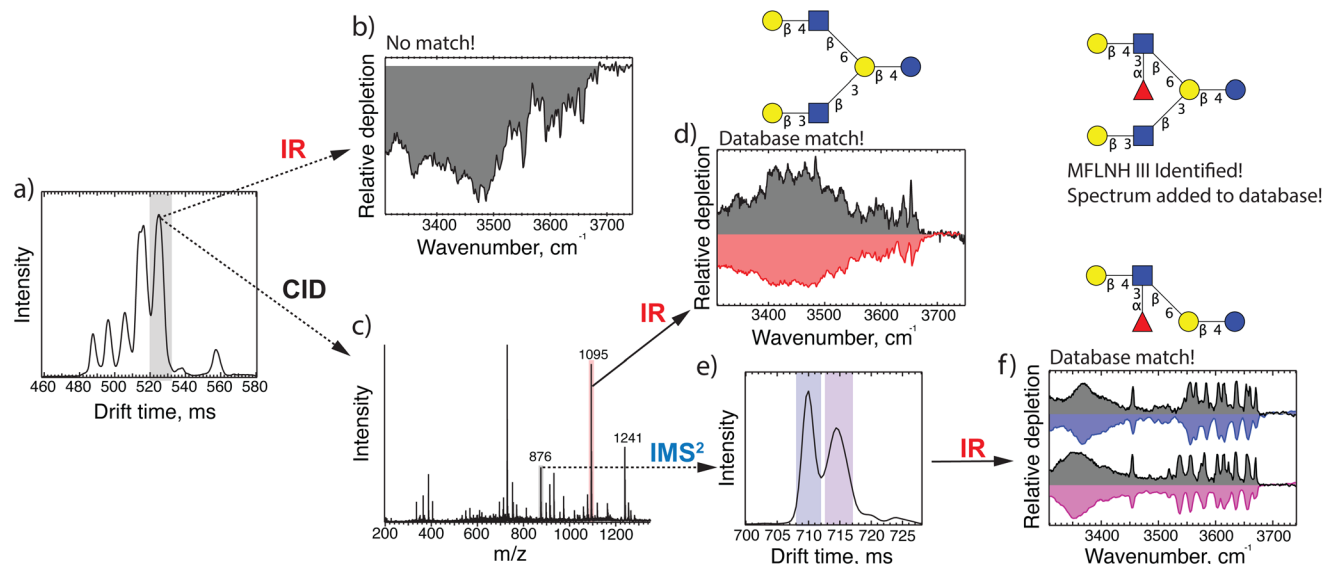 a)
Intensity
460 480 500 520 540 560 580
Drift time, ms
IR
CID
b)
No match!
Relative depletion
3400 3500 3600 3700
Wavenumber, cm-1
c)
Intensity
876
1095
1241
200 400 600 800 1000 1200
m/z
IR
IMS2
β 4
β
6
β 4
3
β
β 3
d)
Database match!
Relative depletion
3400 3500 3600 3700
Wavenumber, cm-1
e)
Intensity
700 705 710 715 720 725
Drift time, ms
IR
β 4
3
α
β
6
β 4
3
β
β 3
MFLNH III Identified!
Spectrum added to database!
β 4
3
α
β
6
β 4
f)
Database match!
Relative depletion
3400 3500 3600 3700
Wavenumber, cm-1